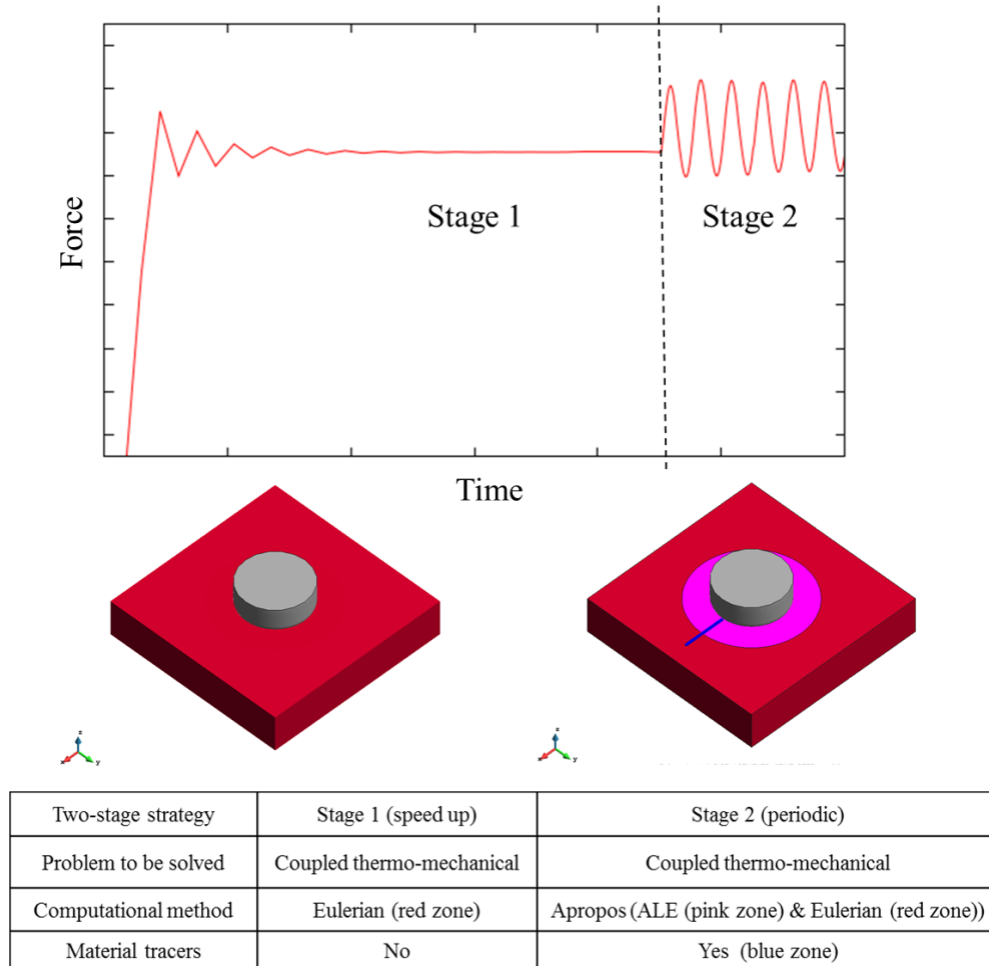 Force
Stage 1
Stage 2
Time
z
x
y
z
x
y
Two-stage strategy
Stage 1 (speed up)
Stage 2 (periodic)
Problem to be solved
Coupled thermo-mechanical
Coupled thermo-mechanical
Computational method
Eulerian (red zone)
Apropos (ALE (pink zone) & Eulerian (red zone))
Material tracers
No
Yes (blue zone)